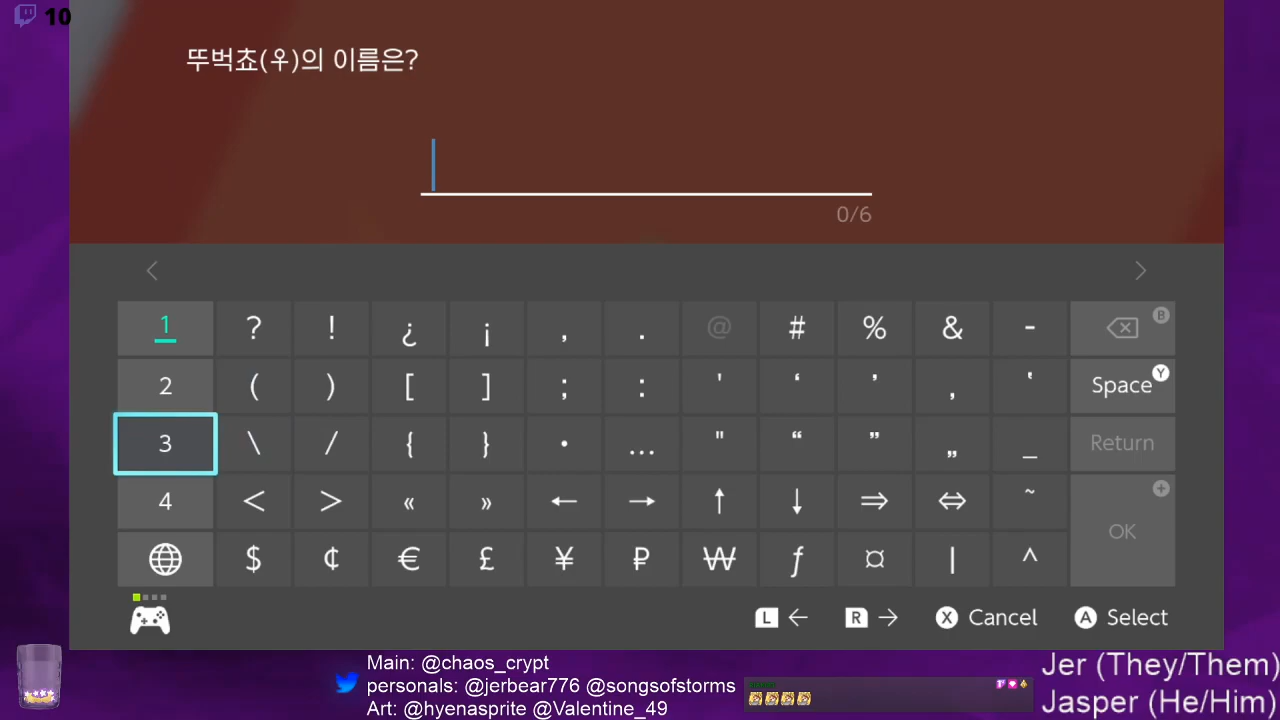 10
뚜벅쵸(우)의 이름은?
0/6
1 ? ! ¿ ¡ , . @ # % & - B
2 ( ) [ ] ; : ' ‘ ’ ‚ ‛ Space Y
3 \ / { } • … " “ ” „ _ Return
4 < > « » ← → ↑ ↓ ⇒ ⇔ ~ + OK
$ ¢ € £ ¥ ₽ ₩ ƒ ¤ | ^
L ← R → X Cancel A Select
Main: @chaos_crypt
personals: @jerbear776 @songsofstorms
Art: @hyenasprite @Valentine_49
Jer (They/Them)
Jasper (He/Him)